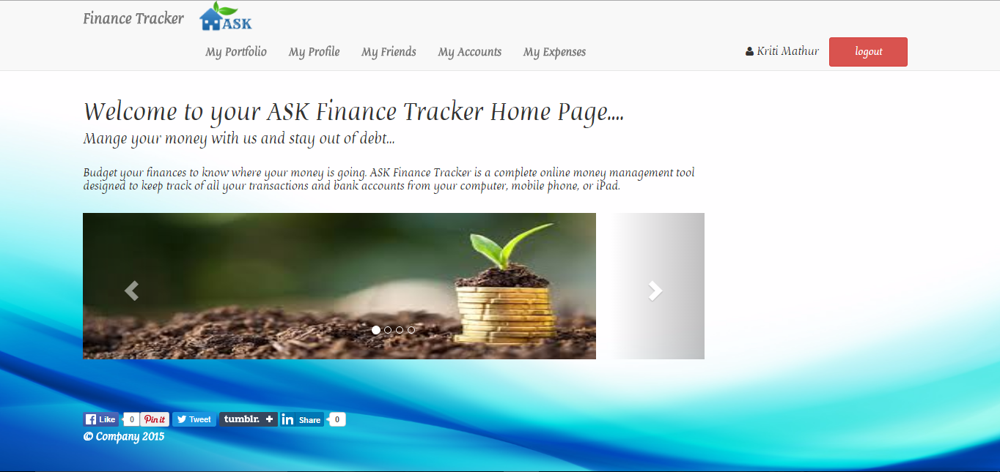 Finance Tracker
ASK
My Portfolio My Profile My Friends My Accounts My Expenses Kriti Mathur logout
Welcome to your ASK Finance Tracker Home Page....
Mange your money with us and stay out of debt...
Budget your finances to know where your money is going. ASK Finance Tracker is a complete online money management tool
designed to keep track of all your transactions and bank accounts from your computer, mobile phone, or iPad.
Like 0 Pin it Tweet tumblr. + in Share 0
© Company 2015